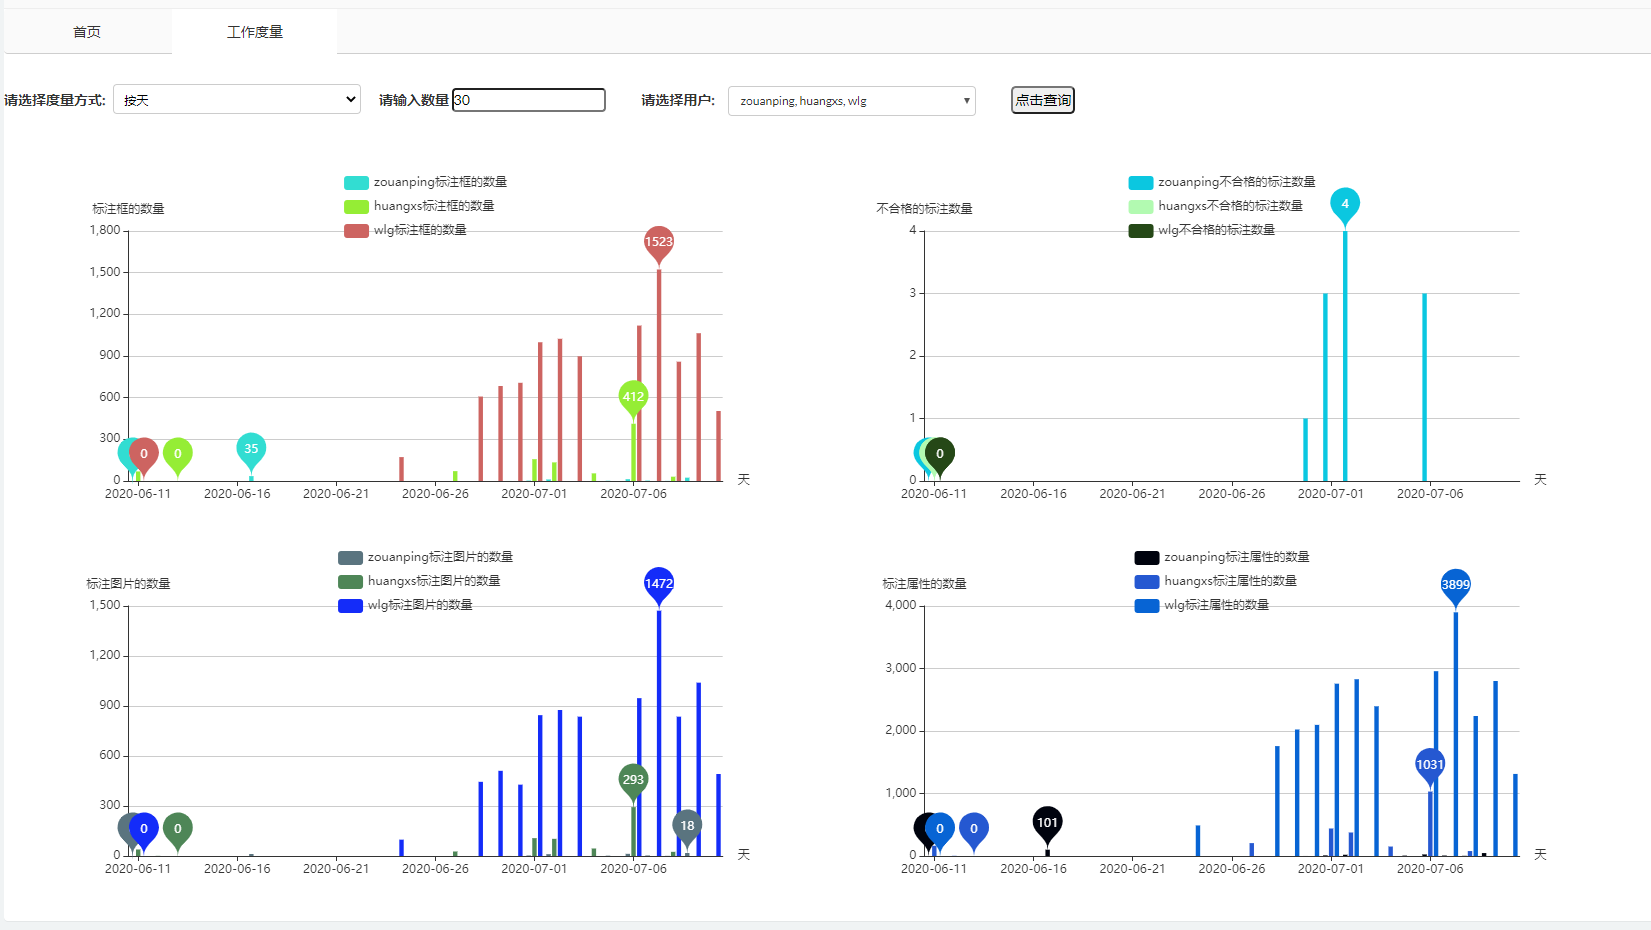 首页
工作度量
请选择度量方式:
按天
请输入数量
30
请选择用户:
zouanping, huangxs, wlg
点击查询
标注框的数量
zouanping标注框的数量
huangxs标注框的数量
wlg标注框的数量
1,800
1,500
1,200
900
600
300
0
1523
412
35
0
0
2020-06-11
2020-06-16
2020-06-21
2020-06-26
2020-07-01
2020-07-06
天
不合格的标注数量
zouanping不合格的标注数量
huangxs不合格的标注数量
wlg不合格的标注数量
4
3
2
1
0
4
0
2020-06-11
2020-06-16
2020-06-21
2020-06-26
2020-07-01
2020-07-06
天
标注图片的数量
zouanping标注图片的数量
huangxs标注图片的数量
wlg标注图片的数量
1,500
1,200
900
600
300
0
1472
293
18
0
0
2020-06-11
2020-06-16
2020-06-21
2020-06-26
2020-07-01
2020-07-06
天
标注属性的数量
zouanping标注属性的数量
huangxs标注属性的数量
wlg标注属性的数量
4,000
3,000
2,000
1,000
0
3899
1031
101
0
0
2020-06-11
2020-06-16
2020-06-21
2020-06-26
2020-07-01
2020-07-06
天